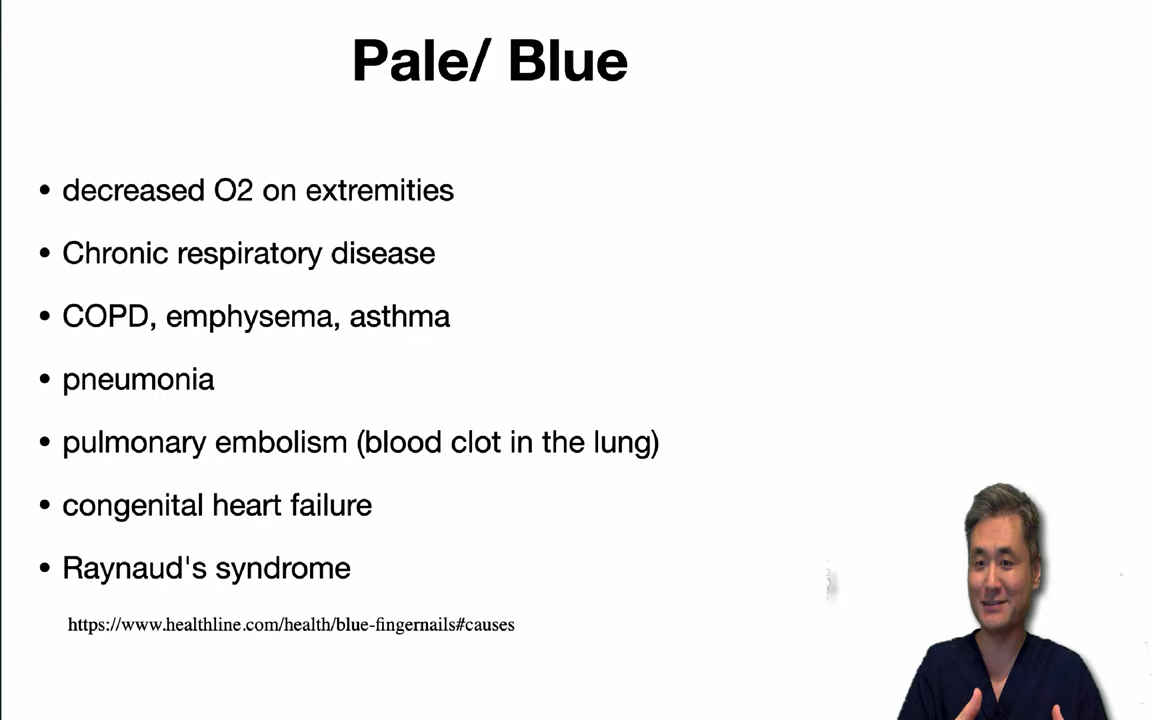 Pale/ Blue
• decreased O2 on extremities
• Chronic respiratory disease
• COPD, emphysema, asthma
• pneumonia
• pulmonary embolism (blood clot in the lung)
• congenital heart failure
• Raynaud's syndrome
https://www.healthline.com/health/blue-fingernails#causes